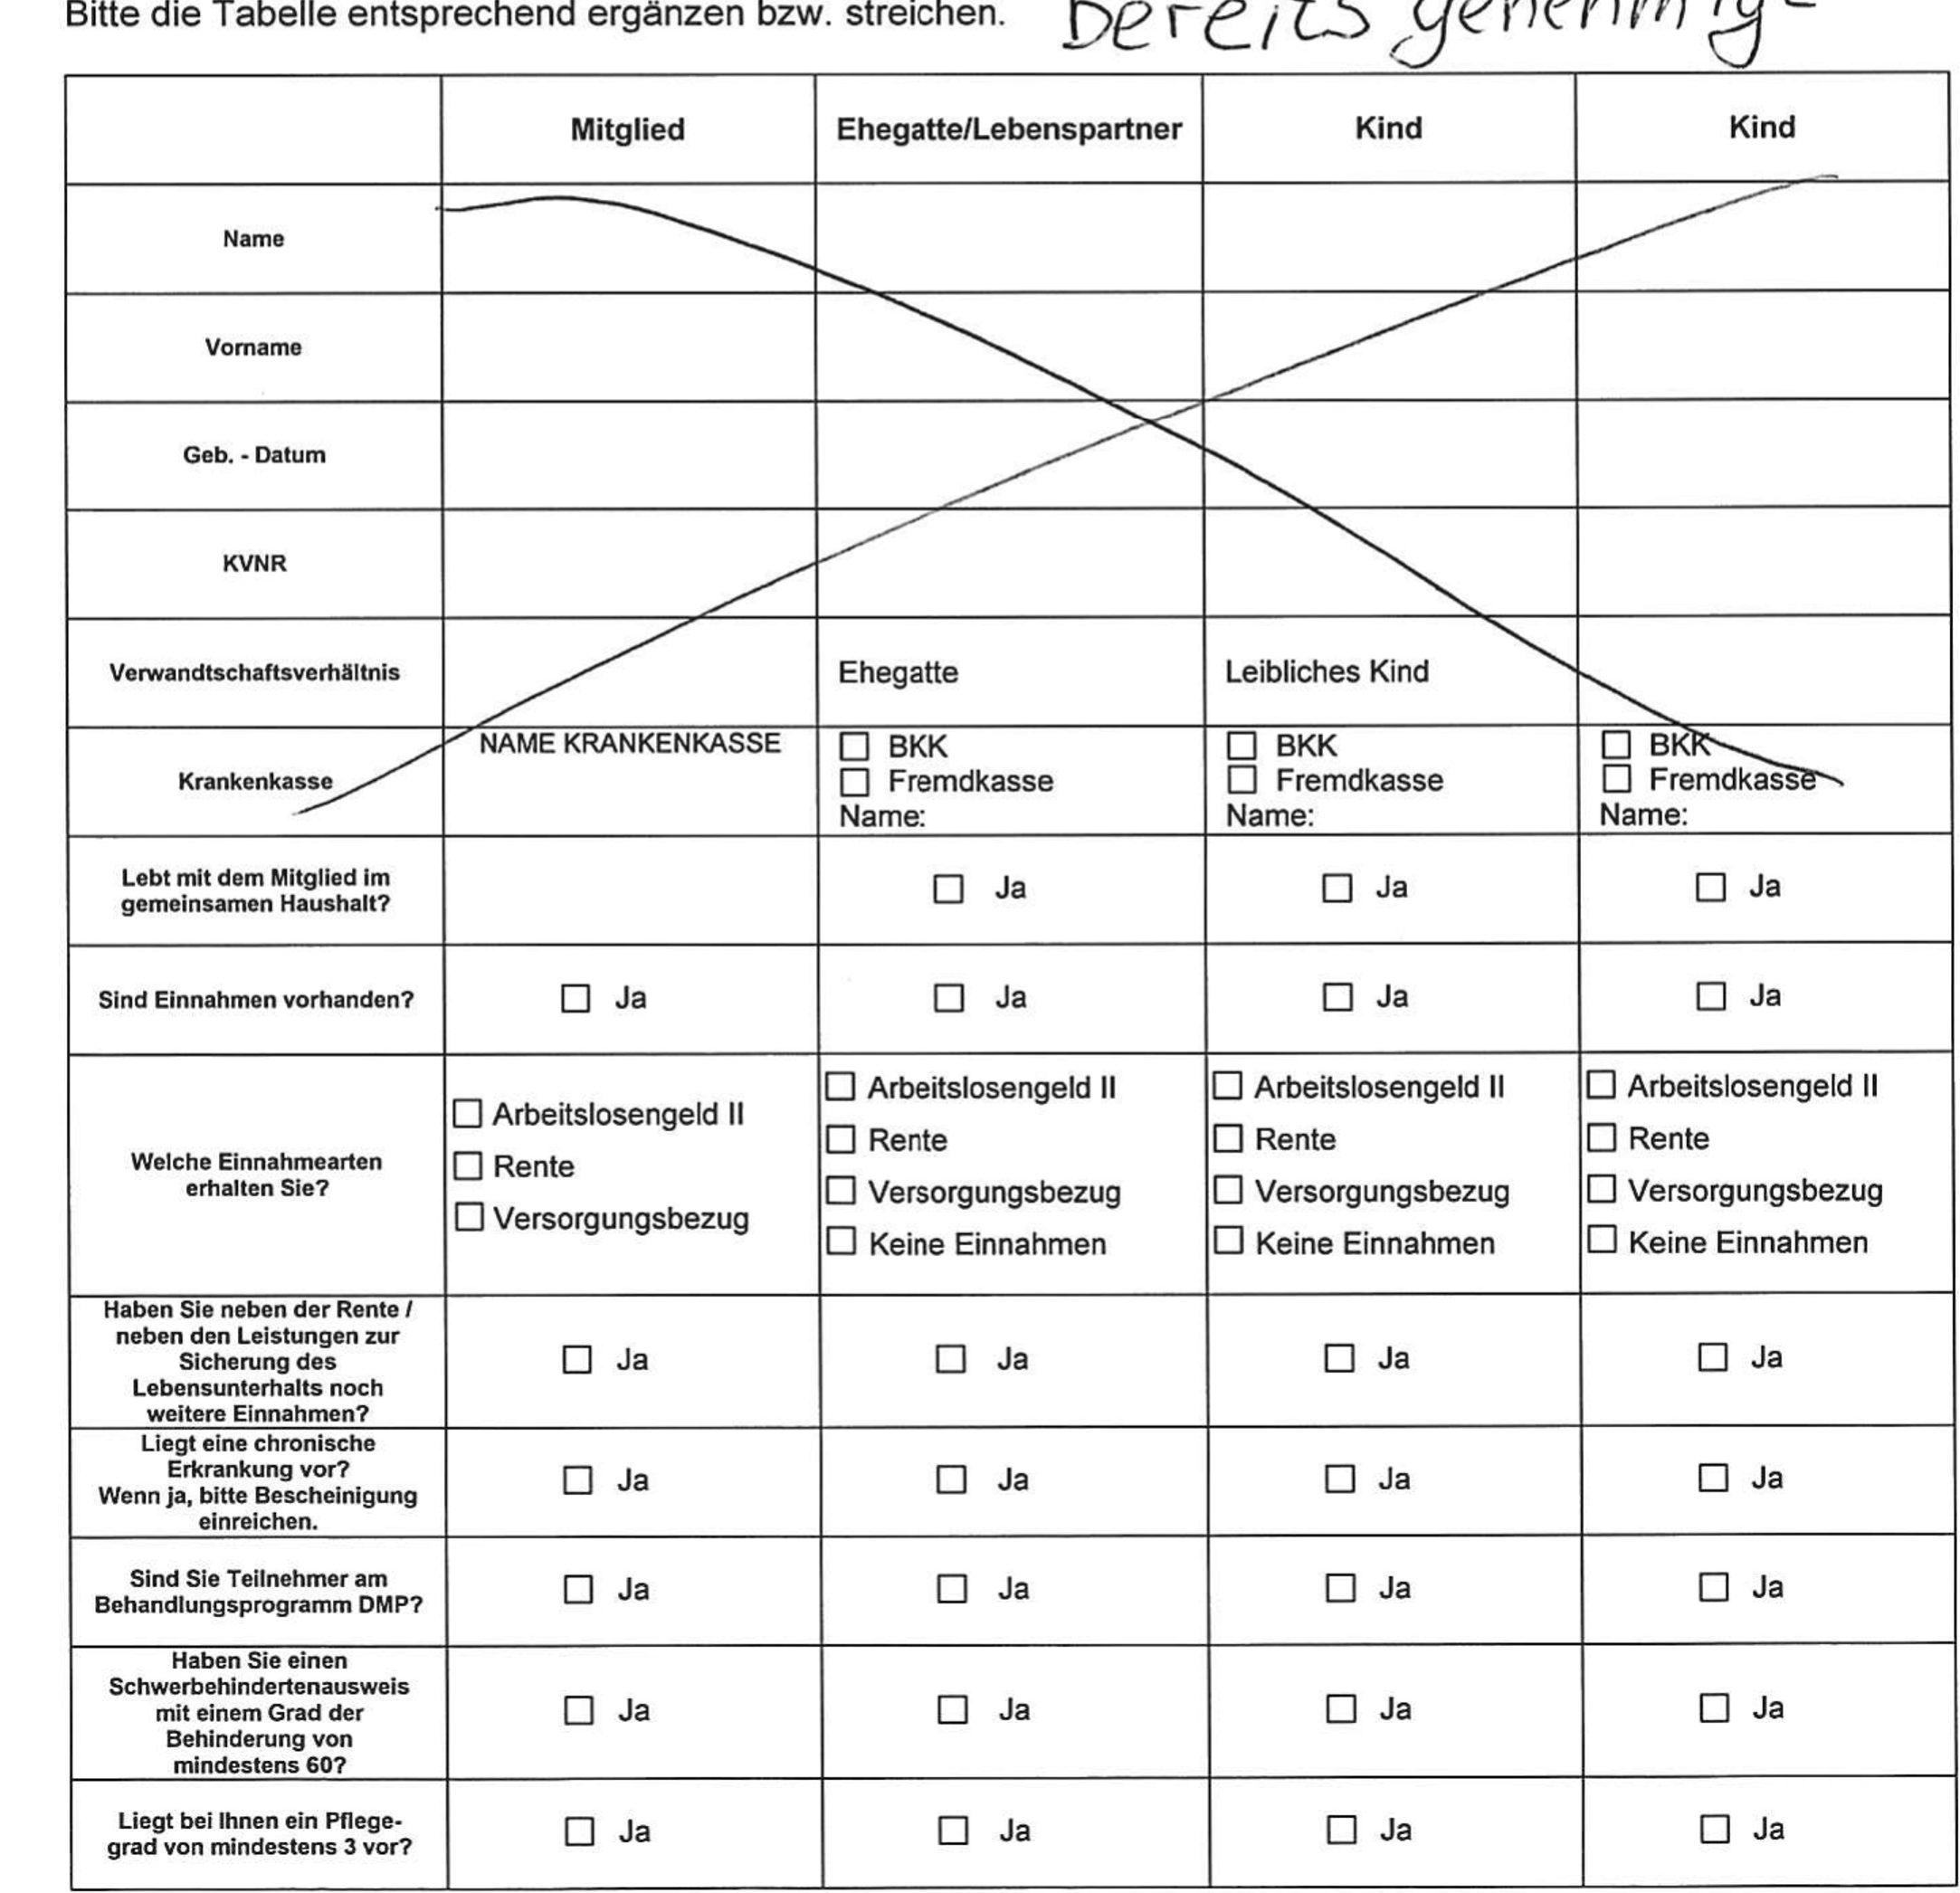 Bitte die Tabelle entsprechend ergänzen bzw. streichen. bereits
Mitglied Ehegatte/Lebenspartner Kind Kind
Name
Vorname
Geb. - Datum
KVNR
Verwandtschaftsverhältnis Ehegatte Leibliches Kind
Krankenkasse NAME KRANKENKASSE
BKK
Fremdkasse
Name:
BKK
Fremdkasse
Name:
BKK
Fremdkasse
Name:
Lebt mit dem Mitglied im
gemeinsamen Haushalt?
Ja Ja Ja
Sind Einnahmen vorhanden? Ja Ja Ja Ja
Welche Einnahmearten
erhalten Sie?
Arbeitslosengeld II
Rente
Versorgungsbezug
Arbeitslosengeld II
Rente
Versorgungsbezug
Keine Einnahmen
Arbeitslosengeld II
Rente
Versorgungsbezug
Keine Einnahmen
Arbeitslosengeld II
Rente
Versorgungsbezug
Keine Einnahmen
Haben Sie neben der Rente /
neben den Leistungen zur
Sicherung des
Lebensunterhalts noch
weitere Einnahmen?
Ja Ja Ja Ja
Liegt eine chronische
Erkrankung vor?
Wenn ja, bitte Bescheinigung
einreichen.
Ja Ja Ja Ja
Sind Sie Teilnehmer am
Behandlungsprogramm DMP?
Ja Ja Ja Ja
Haben Sie einen
Schwerbehindertenausweis
mit einem Grad der
Behinderung von
mindestens 60?
Ja Ja Ja Ja
Liegt bei Ihnen ein Pflege-
grad von mindestens 3 vor?
Ja Ja Ja Ja